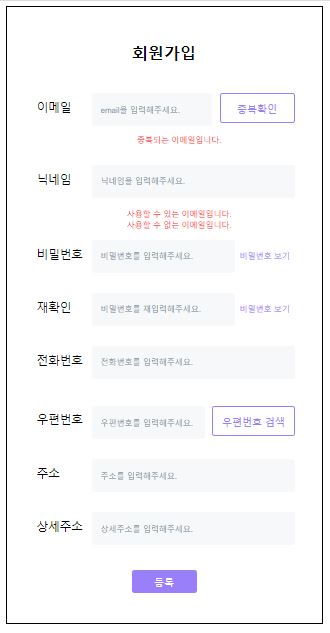 회원가입
이메일 email을 입력해주세요. 중복확인
중복되는 이메일입니다.
닉네임 닉네임을 입력해주세요.
사용할 수 있는 이메일입니다.
사용할 수 없는 이메일입니다.
비밀번호 비밀번호를 입력해주세요. 비밀번호 보기
재확인 비밀번호를 재입력해주세요. 비밀번호 보기
전화번호 전화번호를 입력해주세요.
우편번호 우편번호를 입력해주세요. 우편번호 검색
주소 주소를 입력해주세요.
상세주소 상세주소를 입력해주세요.
등록